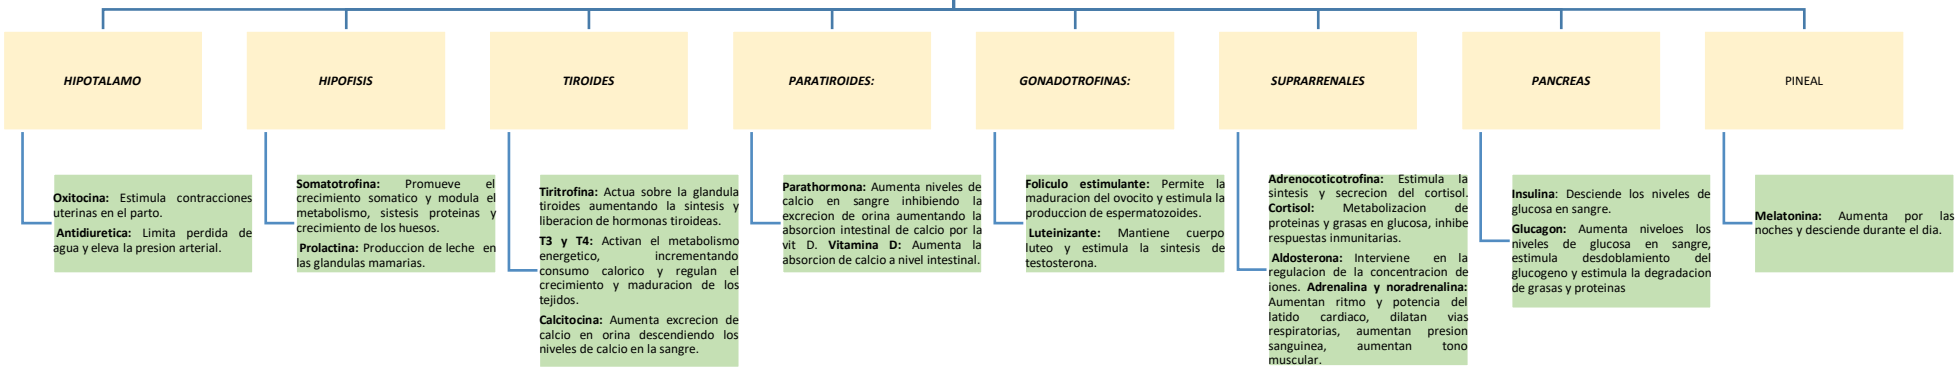 HIPOTALAMO
Oxitocina: Estimula contracciones
uterinas en el parto.
Antidiuretica: Limita perdida de
agua y eleva la presion arterial.
HIPOFISIS
Somatotrofina: Promueve el
crecimiento somatico y modula el
metabolismo, sistesis proteinas y
crecimiento de los huesos.
Prolactina: Produccion de leche en
las glandulas mamarias.
TIROIDES
Tiritrofina: Actua sobre la glandula
tiroides aumentando la sintesis y
liberacion de hormonas tiroideas.
T3 y T4: Activan el metabolismo
energetico, incrementando
consumo calorico y regulan el
crecimiento y maduracion de los
tejidos.
Calcitocina: Aumenta excrecion de
calcio en orina descendiendo los
niveles de calcio en la sangre.
PARATIROIDES:
Parathormona: Aumenta niveles de
calcio en sangre inhibiendo la
excrecion de orina aumentando la
absorcion intestinal de calcio por la
vit D. Vitamina D: Aumenta la
absorcion de calcio a nivel intestinal.
GONADOTROFINAS:
Foliculo estimulante: Permite la
maduracion del ovocito y estimula la
produccion de espermatozoides.
Luteinizante: Mantiene cuerpo
luteo y estimula la sintesis de
testosterona.
SUPRARRENALES
Adrenocoticotrofina: Estimula la
sintesis y secrecion del cortisol.
Cortisol: Metabolizacion de
proteinas y grasas en glucosa, inhibe
respuestas inmunitarias.
Aldosterona: Interviene en la
regulacion de la concentracion de
iones. Adrenalina y noradrenalina:
Aumentan ritmo y potencia del
latido cardiaco, dilatan vias
respiratorias, aumentan presion
sanguinea, aumentan tono
muscular.
PANCREAS
Insulina: Desciende los niveles de
glucosa en sangre.
Glucagon: Aumenta niveloes los
niveles de glucosa en sangre,
estimula desdoblamiento del
glucogeno y estimula la degradacion
de grasas y proteinas
PINEAL
Melatonina: Aumenta por las
noches y desciende durante el dia.